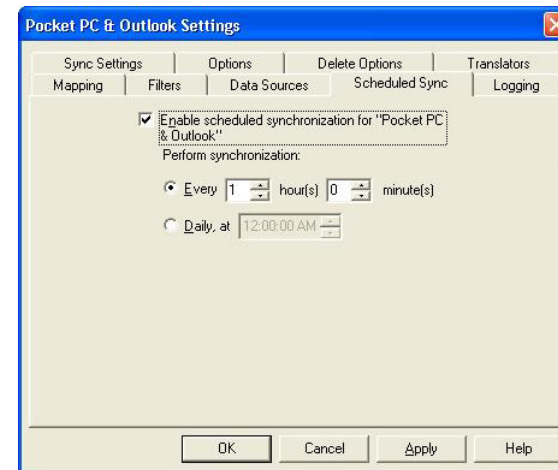 Pocket PC & Outlook Settings
Sync Settings Options Delete Options Translators
Mapping Filters Data Sources Scheduled Sync Logging
Enable scheduled synchronization for "Pocket PC
& Outlook"
Perform synchronization:
Every 1 hour(s) 0 minute(s)
Daily, at 12:00:00 AM
OK Cancel Apply Help